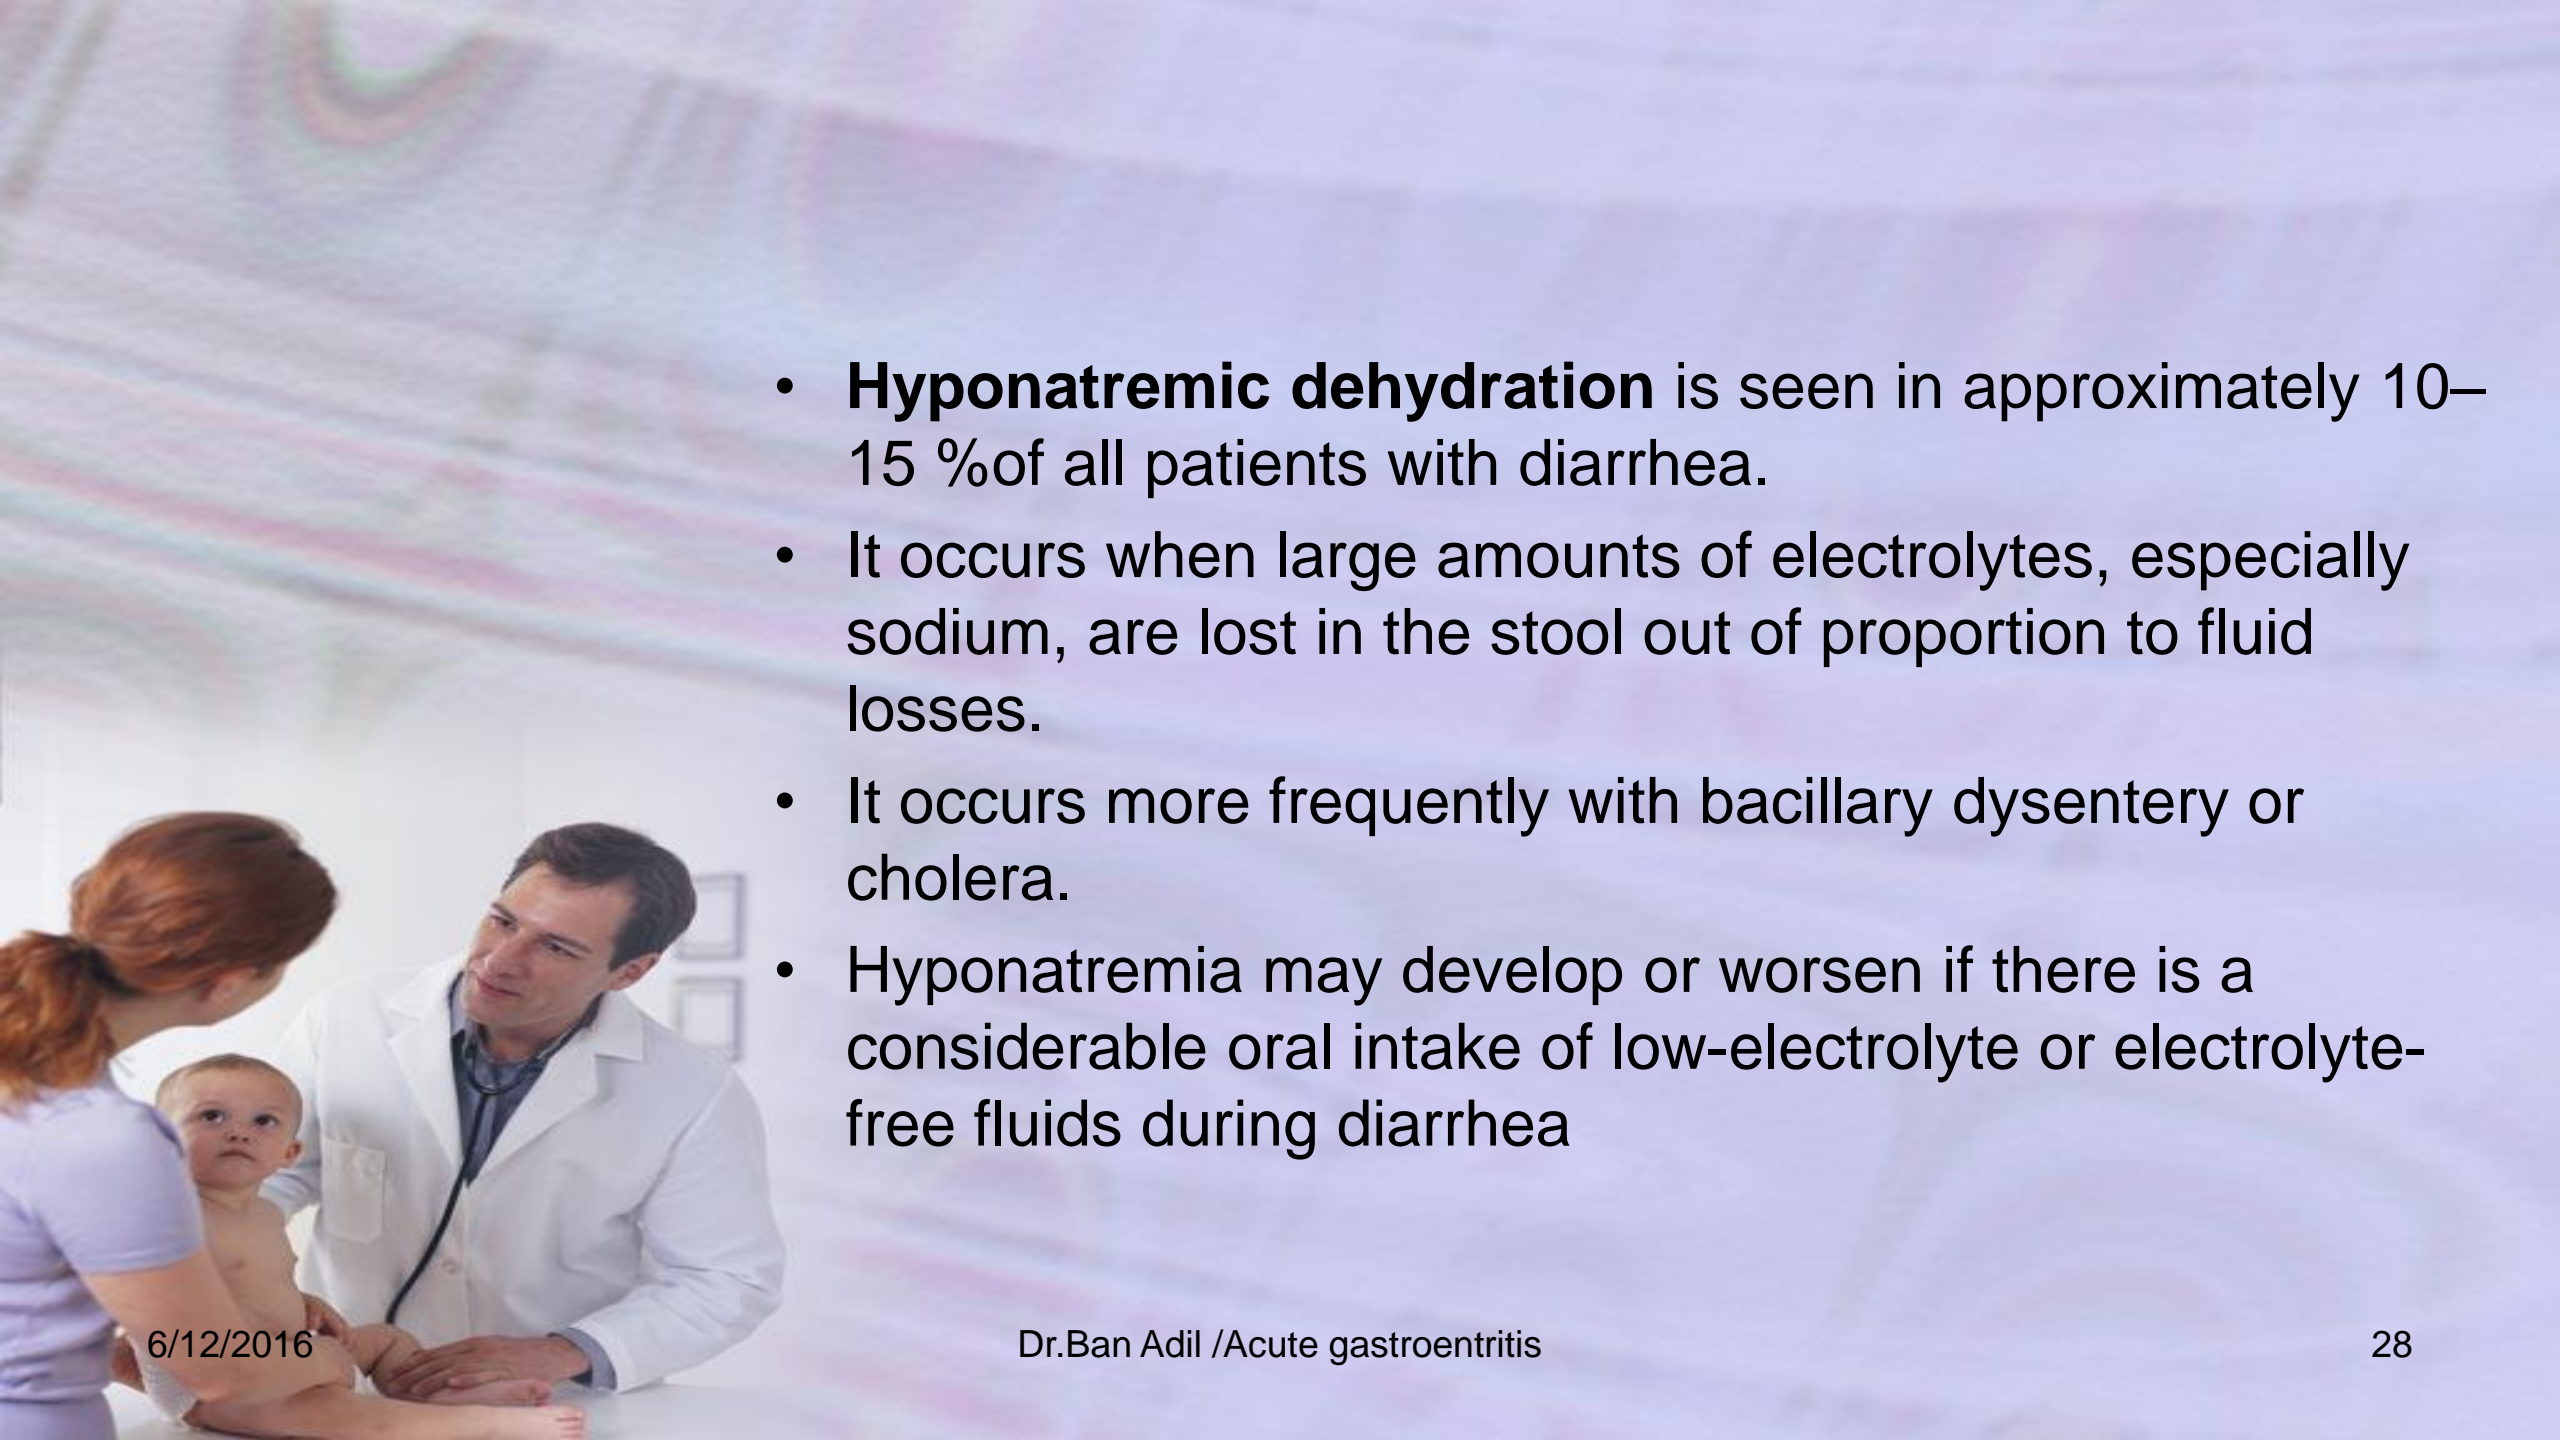 • Hyponatremic dehydration is seen in approximately 10–
15 %of all patients with diarrhea.
• It occurs when large amounts of electrolytes, especially
sodium, are lost in the stool out of proportion to fluid
losses.
• It occurs more frequently with bacillary dysentery or
cholera.
• Hyponatremia may develop or worsen if there is a
considerable oral intake of low-electrolyte or electrolyte-
free fluids during diarrhea
6/12/2016
Dr.Ban Adil /Acute gastroentritis
28